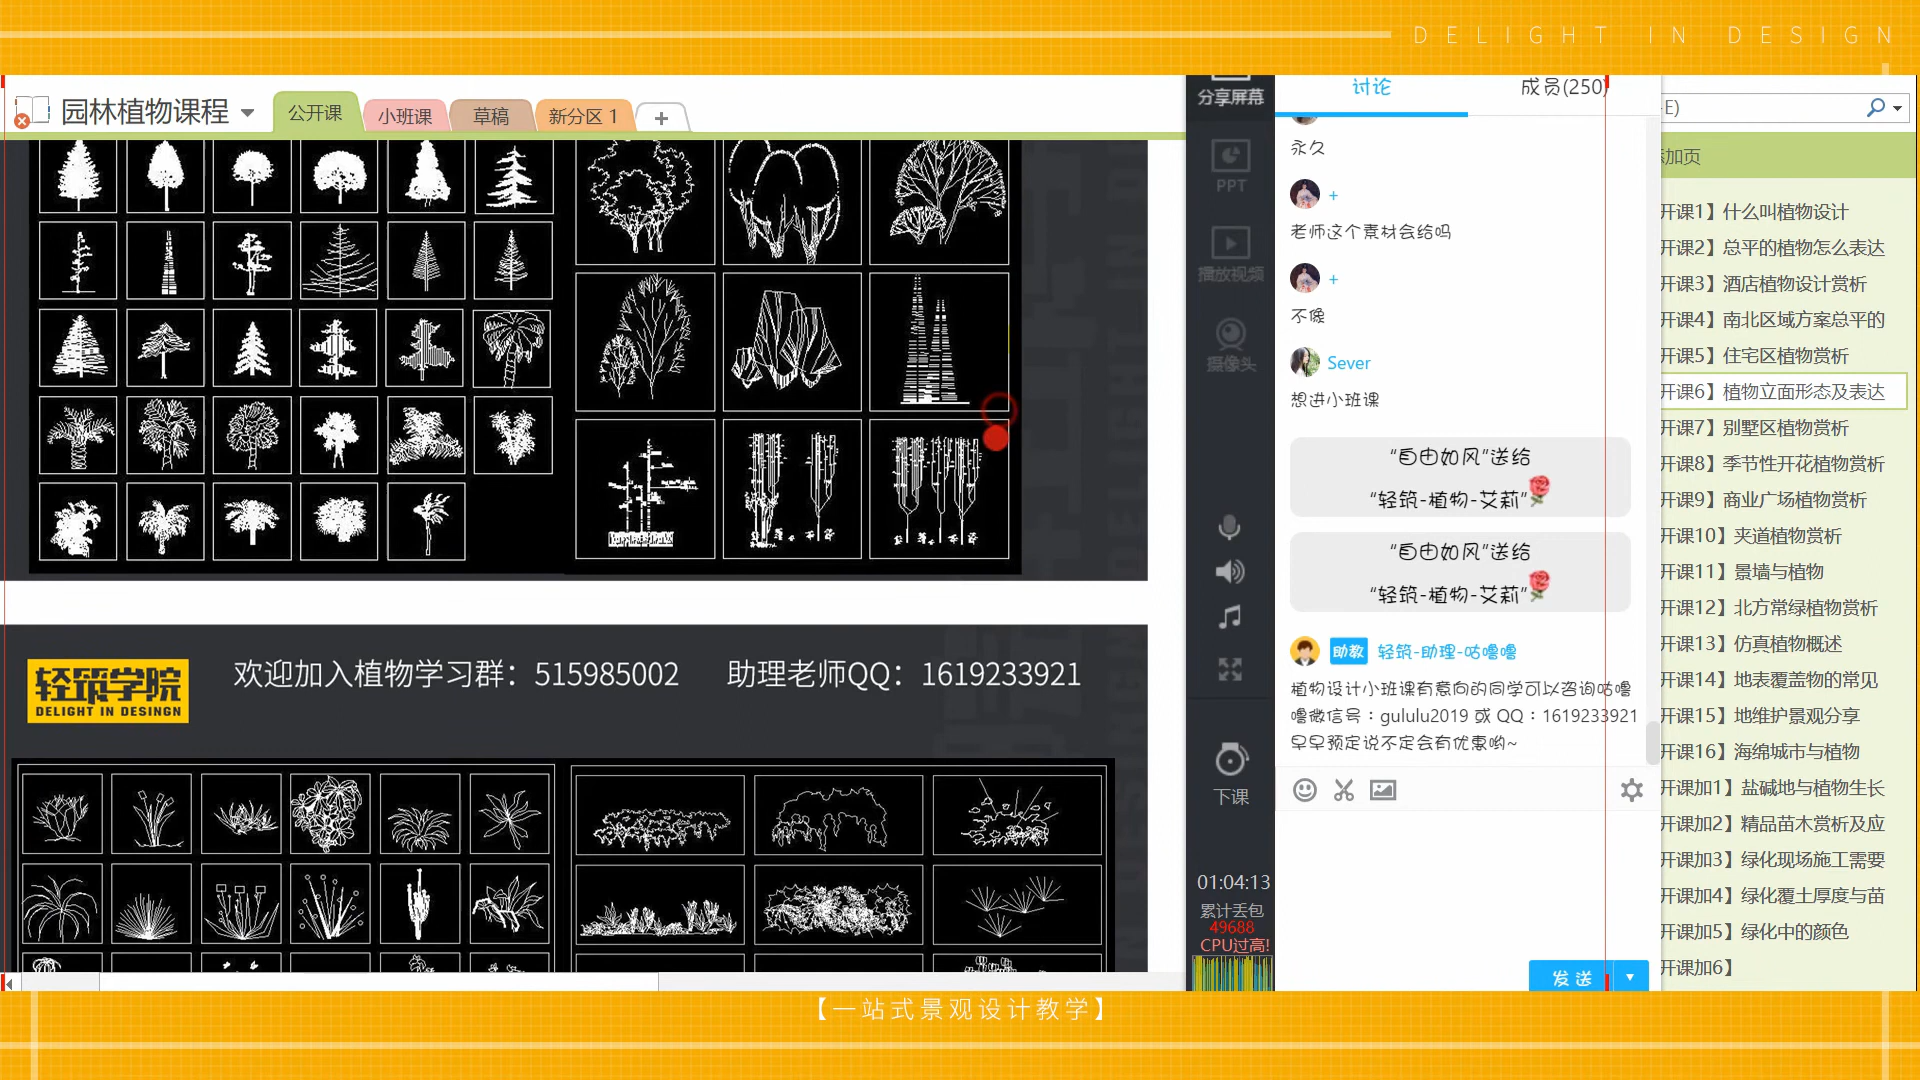 DELIGHT IN DESIGN
园林植物课程
公开课
小班课
草稿
新分区 1
分享屏幕
PPT
播放视频
摄像头
下课
01:04:13
累计丢包
49688
CPU过高!
讨论
成员(250)
永久
+
老师这个素材会给吗
+
不像
Sever
想进小班课
“自由如风”送给
“轻筑-植物-艾莉”
“自由如风”送给
“轻筑-植物-艾莉”
助教 轻筑-助理-咕噜噜
植物设计小班课有意向的同学可以咨询咕噜
噜微信号：gululu2019 或 QQ：1619233921
早早预定说不定会有优惠哟~
发送
E)
加页
开课1】什么叫植物设计
开课2】总平的植物怎么表达
开课3】酒店植物设计赏析
开课4】南北区域方案总平的
开课5】住宅区植物赏析
开课6】植物立面形态及表达
开课7】别墅区植物赏析
开课8】季节性开花植物赏析
开课9】商业广场植物赏析
开课10】夹道植物赏析
开课11】景墙与植物
开课12】北方常绿植物赏析
开课13】仿真植物概述
开课14】地表覆盖物的常见
开课15】地维护景观分享
开课16】海绵城市与植物
开课加1】盐碱地与植物生长
开课加2】精品苗木赏析及应
开课加3】绿化现场施工需要
开课加4】绿化覆土厚度与苗
开课加5】绿化中的颜色
开课加6】
轻筑学院
DELIGHT IN DESINGN
欢迎加入植物学习群：515985002 助理老师QQ：1619233921
【一站式景观设计教学】